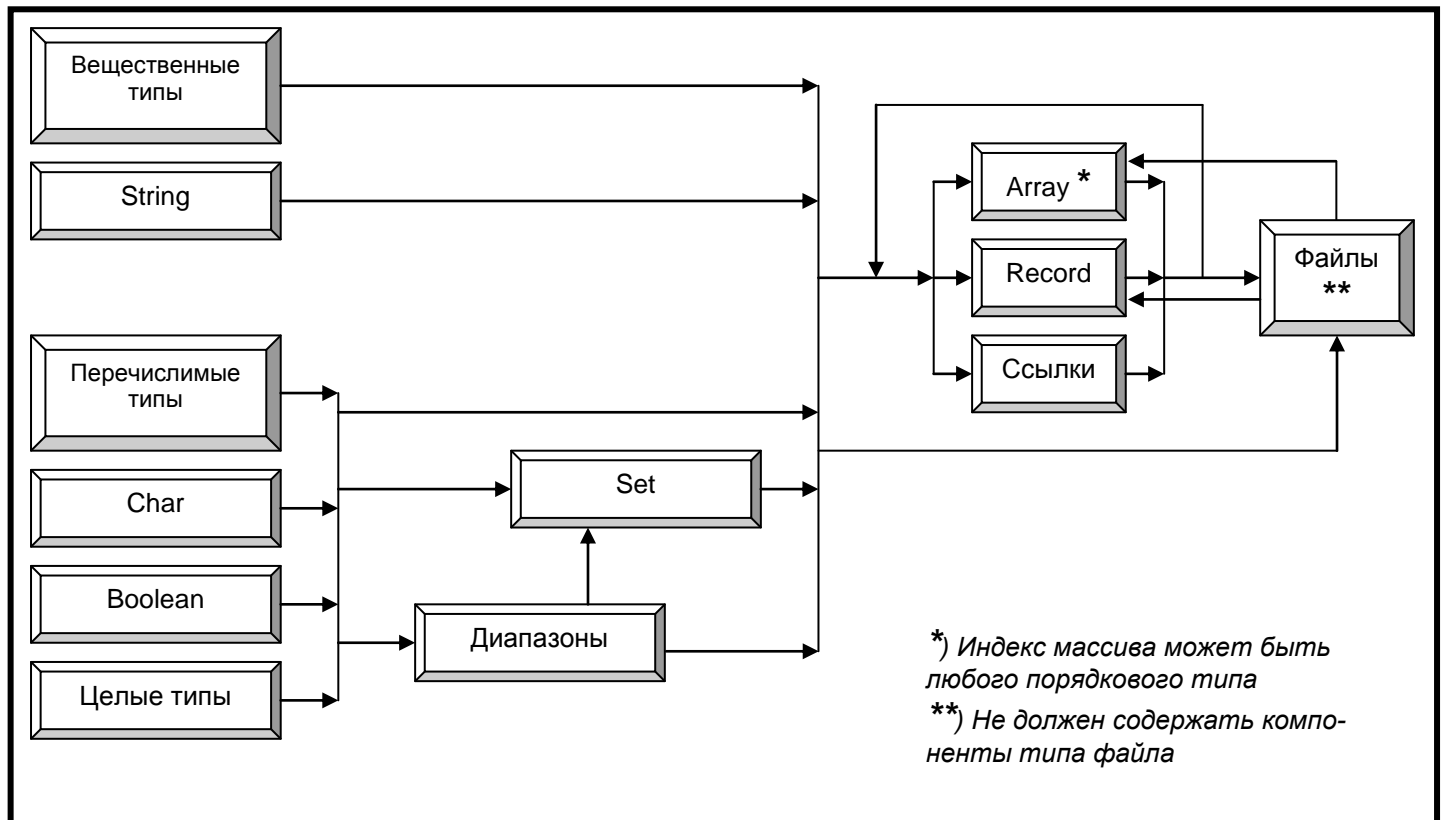 Вещественные
типы
String
Перечислимые
типы
Char
Boolean
Целые типы
Set
Диапазоны
Array *
Record
Ссылки
Файлы
**
*) Индекс массива может быть
любого порядкового типа
**) Не должен содержать компо-
ненты типа файла